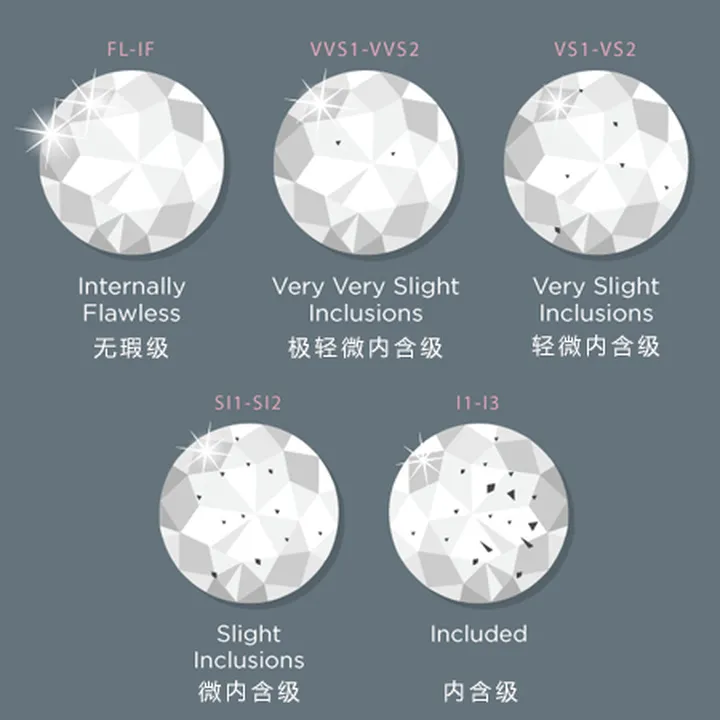 FL-IF
VVS1-VVS2
VS1-VS2
Internally
Flawless
无瑕级
Very Very Slight
Inclusions
极轻微内含级
Very Slight
Inclusions
轻微内含级
SI1-SI2
I1-I3
Slight
Inclusions
微内含级
Included
内含级